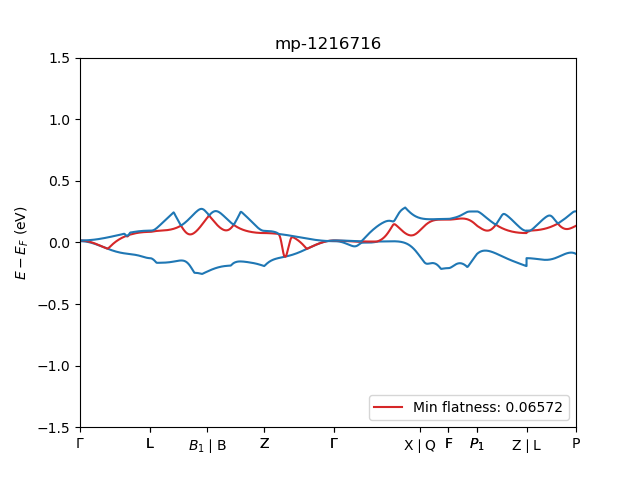 mp-1216716
E − E_F (eV)
1.5
1.0
0.5
0.0
−0.5
−1.0
−1.5
Min flatness: 0.06572
Γ L B₁ | B Z Γ X | Q F P₁ Z | L P